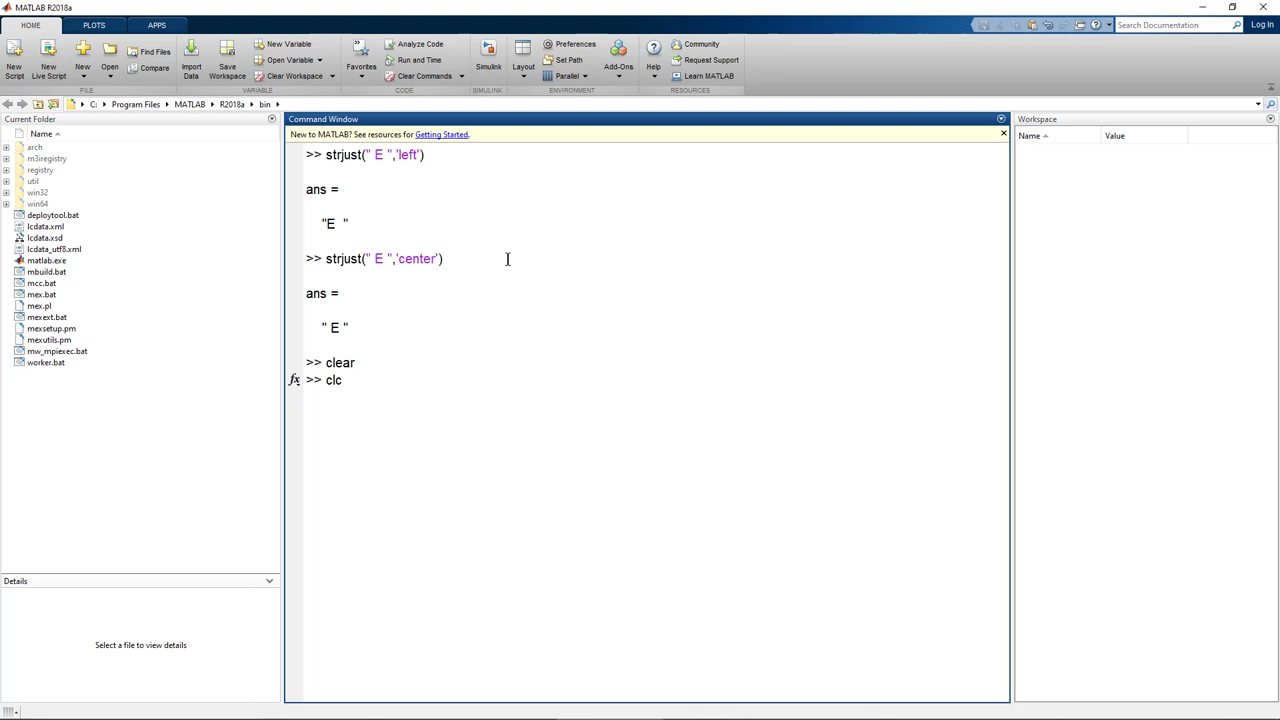 MATLAB R2018a
HOME PLOTS APPS
Search Documentation Log In
New Script
New Live Script
New
Open
Find Files
Compare
Import Data
Save Workspace
New Variable
Open Variable
Clear Workspace
Favorites
Analyze Code
Run and Time
Clear Commands
Simulink
Layout
Preferences
Set Path
Parallel
Add-Ons
Help
Community
Request Support
Learn MATLAB
FILE VARIABLE CODE SIMULINK ENVIRONMENT RESOURCES
C: Program Files MATLAB R2018a bin
Current Folder
Name
arch
m3iregistry
registry
util
win32
win64
deploytool.bat
lcdata.xml
lcdata.xsd
lcdata_utf8.xml
matlab.exe
mbuild.bat
mcc.bat
mex.bat
mex.pl
mexext.bat
mexsetup.pm
mexutils.pm
mw_mpiexec.bat
worker.bat
Details
Select a file to view details
Command Window
New to MATLAB? See resources for Getting Started.
>> strjust(" E ",'left')
ans =
"E  "
>> strjust(" E ",'center')
ans =
" E "
>> clear
fx >> clc
Workspace
Name Value